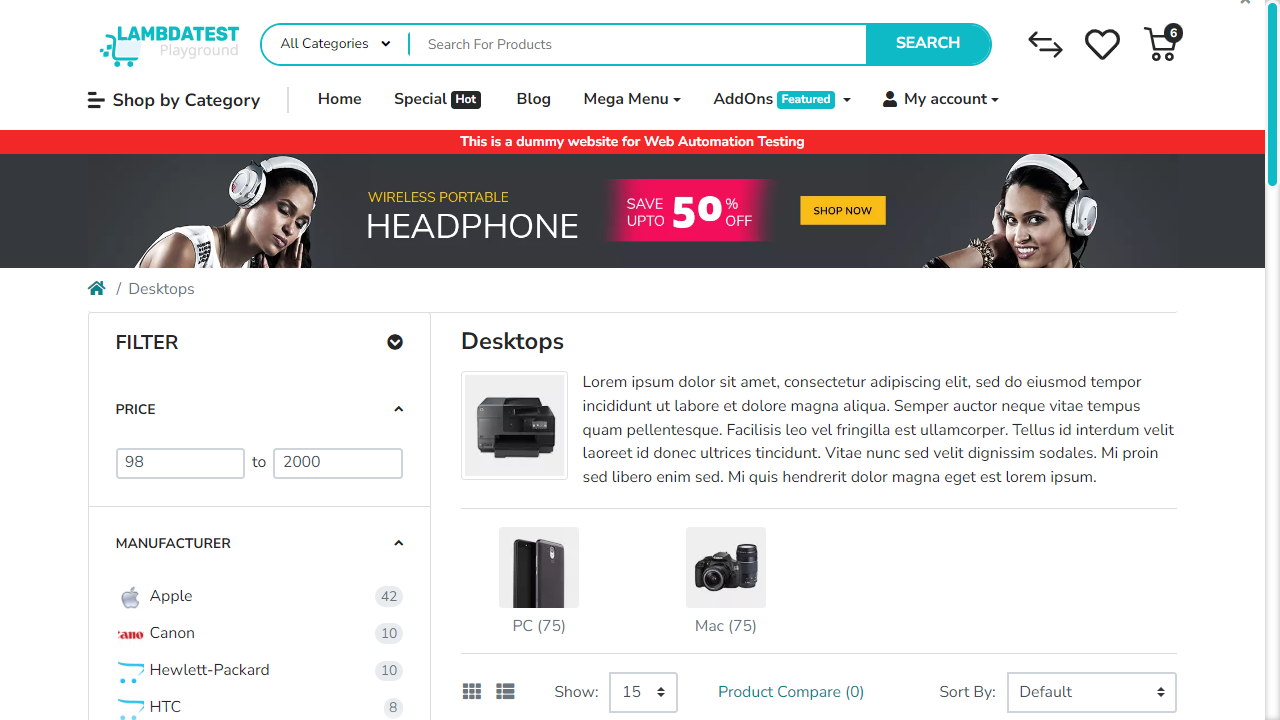 LAMBDATEST
Playground
All Categories
Search For Products
SEARCH
6
Shop by Category
Home
Special Hot
Blog
Mega Menu
AddOns Featured
My account
This is a dummy website for Web Automation Testing
WIRELESS PORTABLE
HEADPHONE
SAVE UPTO 50% OFF
SHOP NOW
/ Desktops
FILTER
PRICE
98 to 2000
MANUFACTURER
Apple 42
Canon 10
Hewlett-Packard 10
HTC 8
Desktops
Lorem ipsum dolor sit amet, consectetur adipiscing elit, sed do eiusmod tempor
incididunt ut labore et dolore magna aliqua. Semper auctor neque vitae tempus
quam pellentesque. Facilisis leo vel fringilla est ullamcorper. Tellus id interdum velit
laoreet id donec ultrices tincidunt. Vitae nunc sed velit dignissim sodales. Mi proin
sed libero enim sed. Mi quis hendrerit dolor magna eget est lorem ipsum.
PC (75)
Mac (75)
Show: 15
Product Compare (0)
Sort By: Default